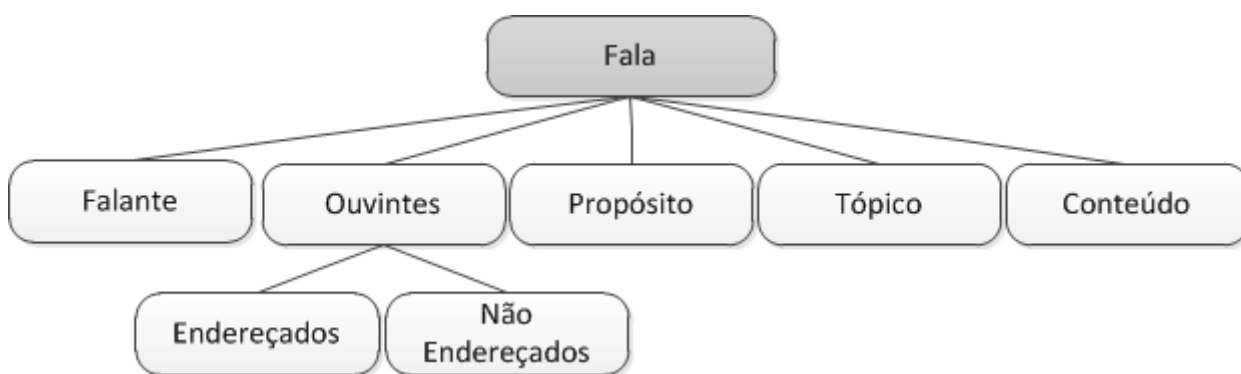 Fala
Falante
Ouvintes
Propósito
Tópico
Conteúdo
Endereçados
Não
Endereçados